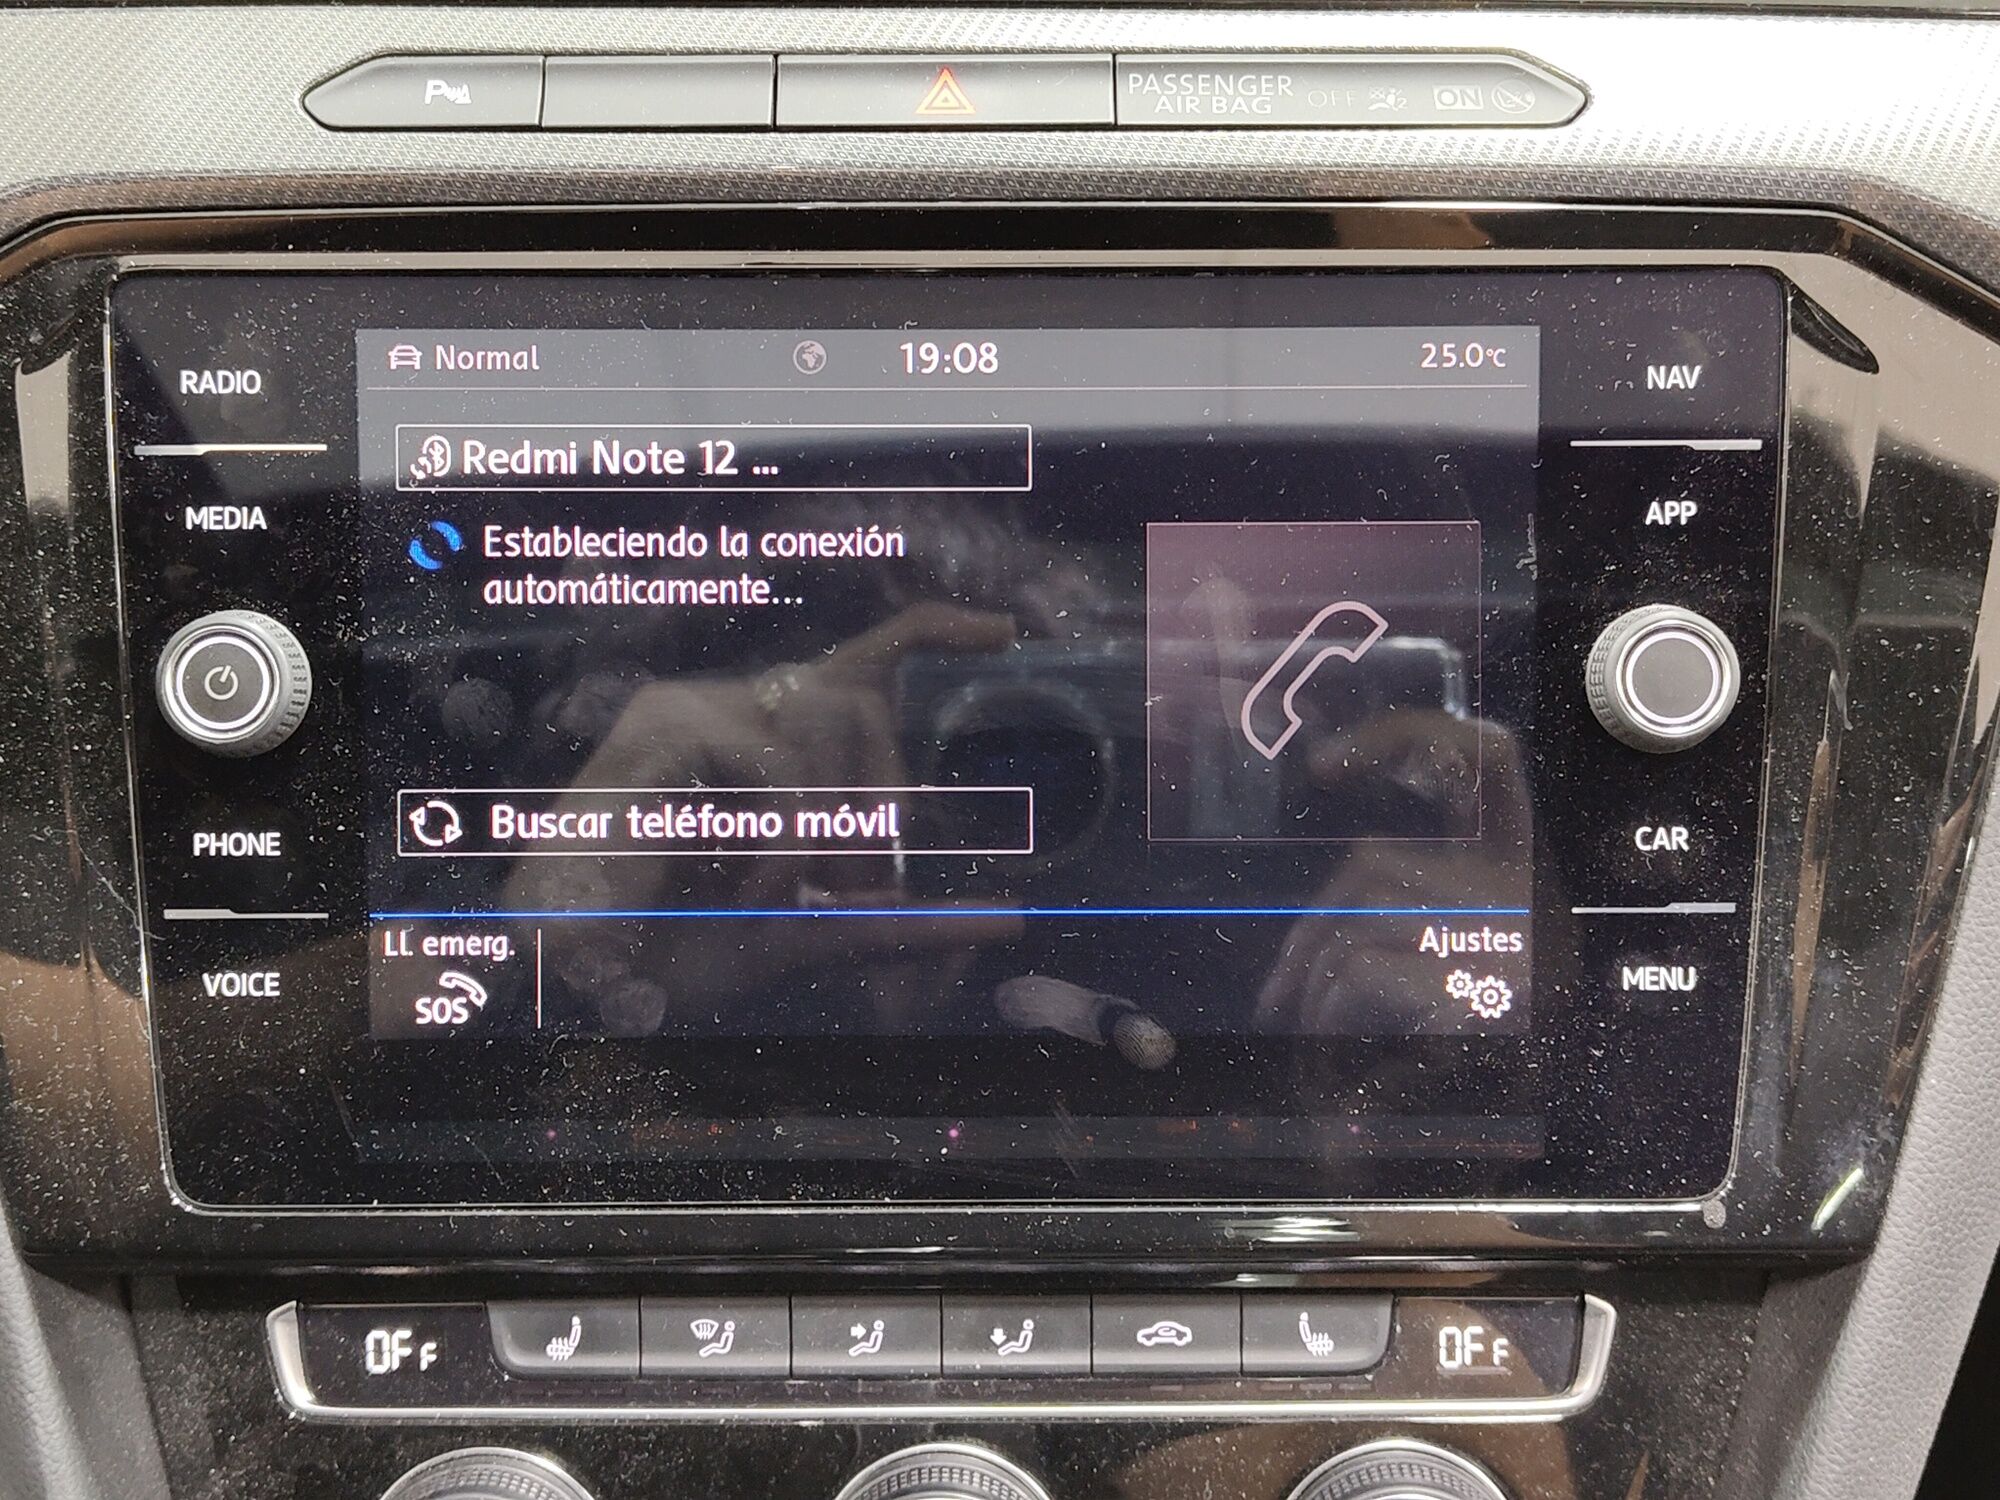 P
PASSENGER
AIR BAG
OFF
2
ON
Normal
19:08
25.0°C
RADIO
NAV
Redmi Note 12 ...
MEDIA
APP
Estableciendo la conexión
automáticamente...
Buscar teléfono móvil
PHONE
CAR
Ll. emerg.
Ajustes
VOICE
SOS
MENU
OFF
OFF